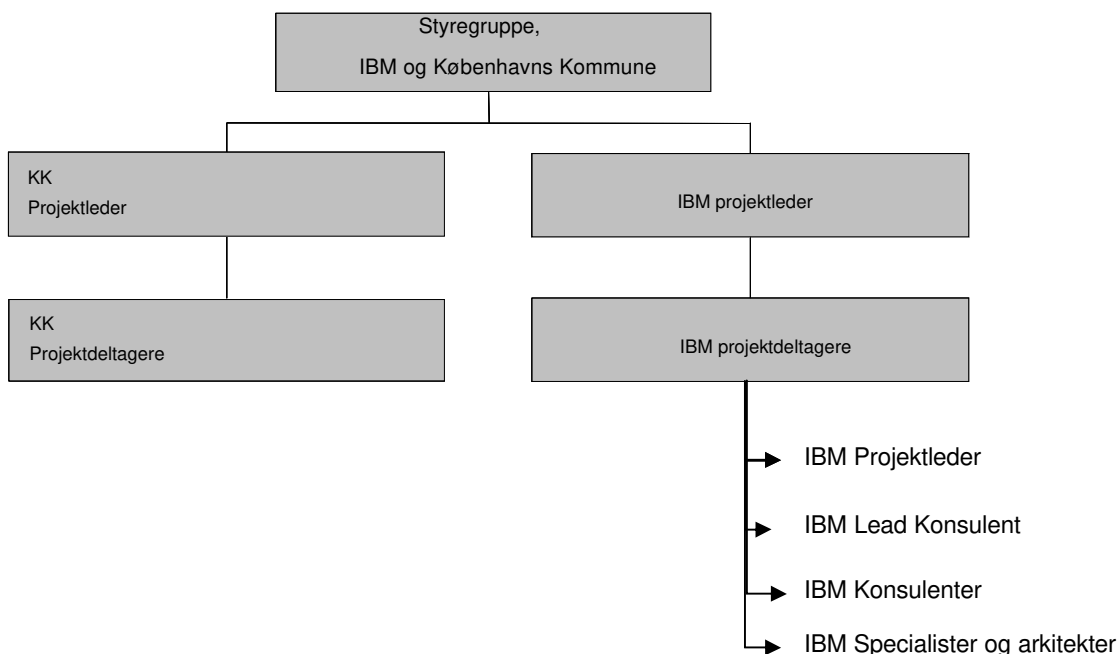 Styregruppe,
IBM og Københavns Kommune
KK
Projektleder
IBM projektleder
KK
Projektdeltagere
IBM projektdeltagere
IBM Projektleder
IBM Lead Konsulent
IBM Konsulenter
IBM Specialister og arkitekter